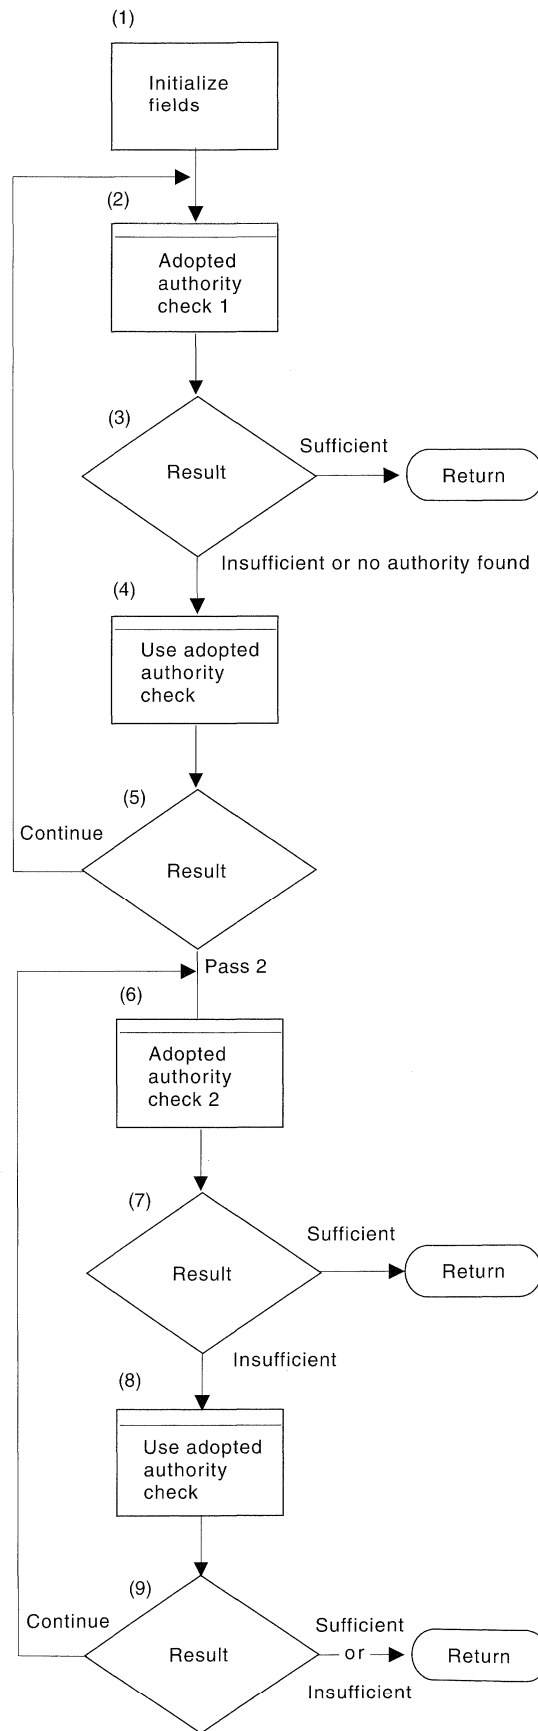 (1)
Initialize
fields
(2)
Adopted
authority
check 1
(3)
Result
Sufficient
Return
Insufficient or no authority found
(4)
Use adopted
authority
check
(5)
Continue
Result
Pass 2
(6)
Adopted
authority
check 2
(7)
Result
Sufficient
Return
Insufficient
(8)
Use adopted
authority
check
(9)
Continue
Result
Sufficient
or
Insufficient
Return